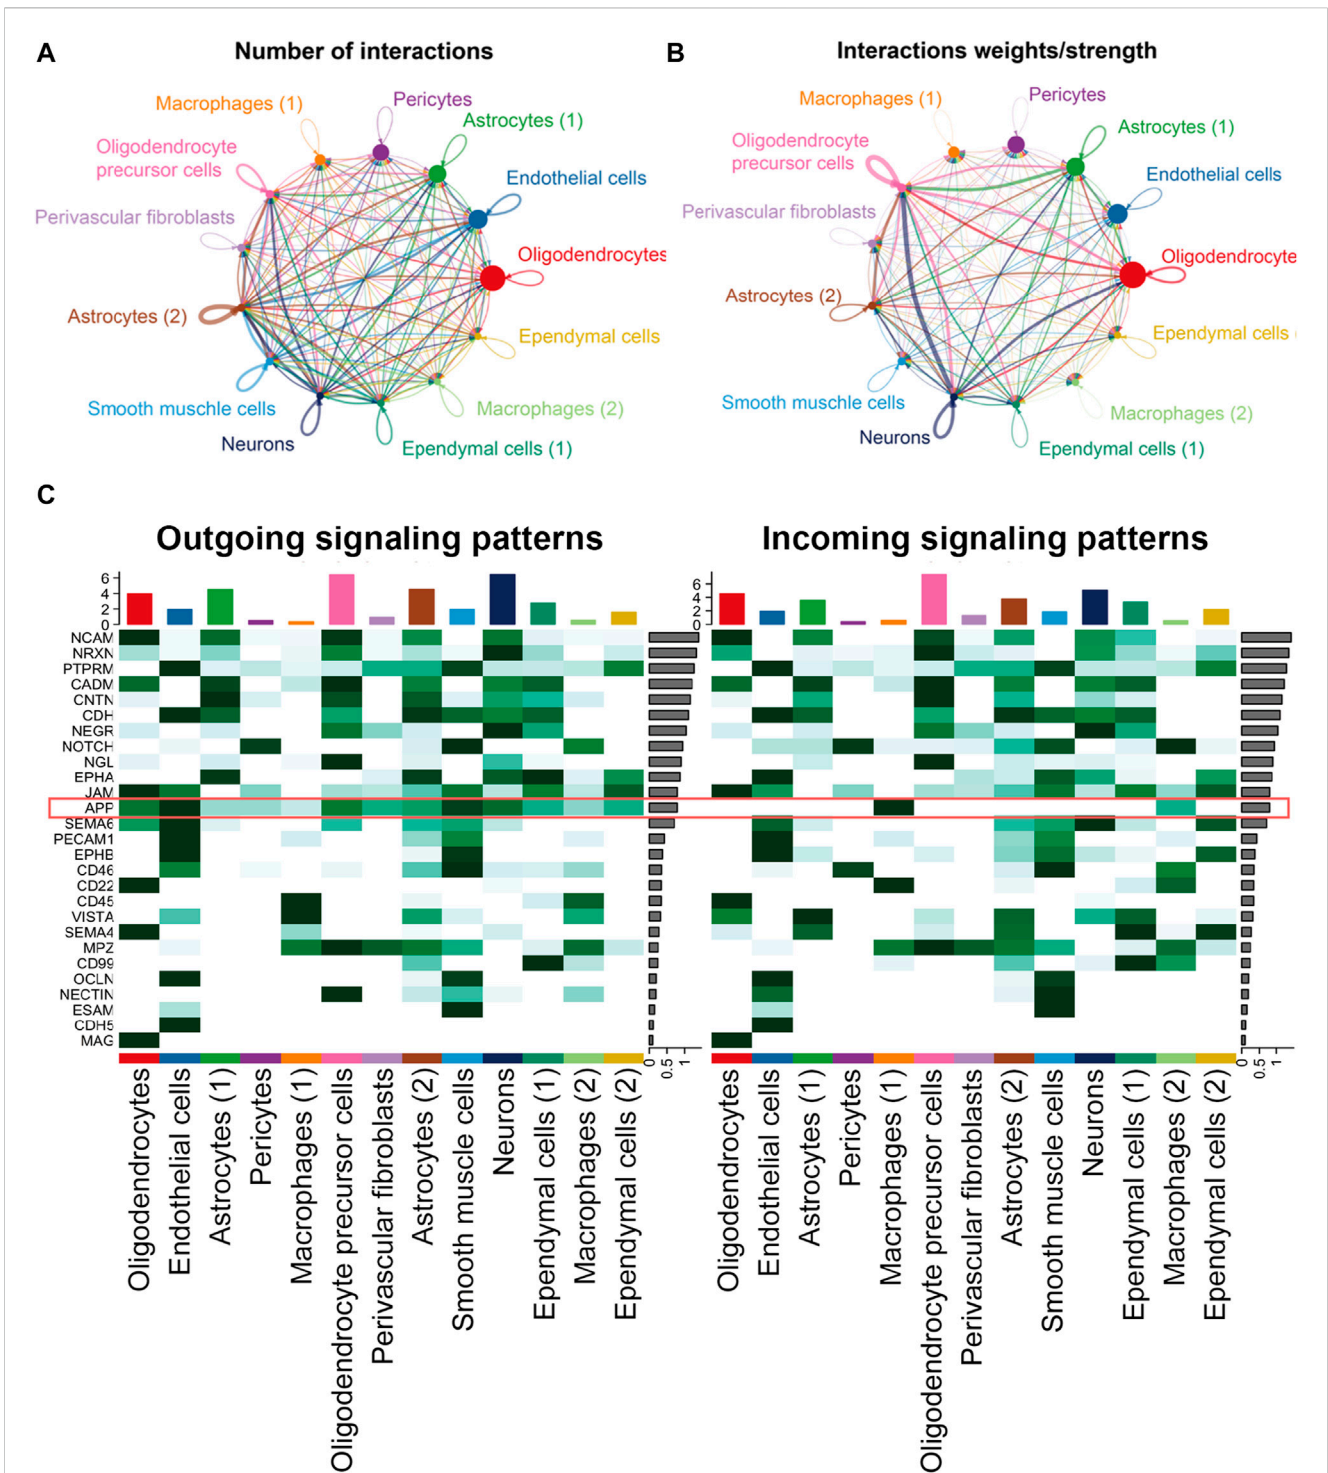 A
Number of interactions
Macrophages (1)
Pericytes
Astrocytes (1)
Oligodendrocyte
precursor cells
Endothelial cells
Perivascular fibroblasts
Oligodendrocytes
Astrocytes (2)
Ependymal cells
Smooth muschle cells
Macrophages (2)
Neurons
Ependymal cells (1)
B
Interactions weights/strength
Macrophages (1)
Pericytes
Astrocytes (1)
Oligodendrocyte
precursor cells
Endothelial cells
Perivascular fibroblasts
Oligodendrocyte
Astrocytes (2)
Ependymal cells
Smooth muschle cells
Macrophages (2)
Neurons
Ependymal cells (1)
C
Outgoing signaling patterns
6
4
2
0
NCAM
NRXN
PTPRM
CADM
CNTN
CDH
NEGR
NOTCH
NGL
EPHA
JAM
APP
SEMA6
PECAM1
EPHB
CD46
CD22
CD45
VISTA
SEMA4
MPZ
CD99
OCLN
NECTIN
ESAM
CDH5
MAG
0
0.5
1
Oligodendrocytes
Endothelial cells
Astrocytes (1)
Pericytes
Macrophages (1)
Oligodendrocyte precursor cells
Perivascular fibroblasts
Astrocytes (2)
Smooth muscle cells
Neurons
Ependymal cells (1)
Macrophages (2)
Ependymal cells (2)
Incoming signaling patterns
6
4
2
0
0
0.5
1
Oligodendrocytes
Endothelial cells
Astrocytes (1)
Pericytes
Macrophages (1)
Oligodendrocyte precursor cells
Perivascular fibroblasts
Astrocytes (2)
Smooth muscle cells
Neurons
Ependymal cells (1)
Macrophages (2)
Ependymal cells (2)